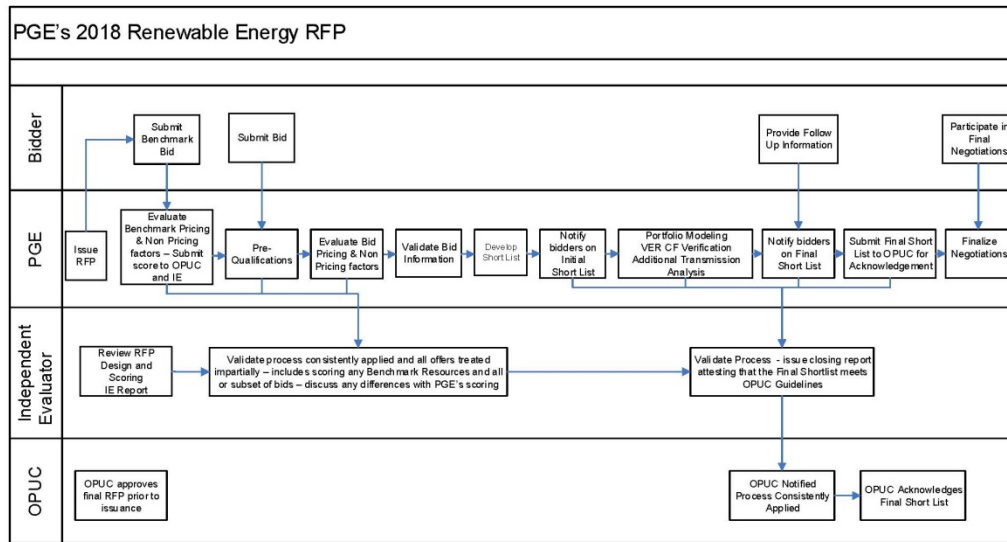 PGE's 2018 Renewable Energy RFP
Bidder
Submit
Benchmark
Bid
Submit Bid
Provide Follow
Up Information
Participate in
Final
Negotiations
PGE
Issue
RFP
Evaluate
Benchmark Pricing
& Non Pricing
factors – Submit
score to OPUC
and IE
Pre-
Qualifications
Evaluate Bid
Pricing & Non
Pricing factors
Validate Bid
Information
Develop
Short List
Notify
bidders on
Initial
Short List
Portfolio Modeling
VER CF Verification
Additional Transmission
Analysis
Notify bidders
on Final
Short List
Submit Final Short
List to OPUC for
Acknowledgement
Finalize
Negotiations
Independent
Evaluator
Review RFP
Design and
Scoring
IE Report
Validate process consistently applied and all offers treated
impartially – includes scoring any Benchmark Resources and all
or subset of bids – discuss any differences with PGE's scoring
Validate Process - issue closing report
attesting that the Final Shortlist meets
OPUC Guidelines
OPUC
OPUC approves
final RFP prior to
issuance
OPUC Notified
Process Consistently
Applied
OPUC Acknowledges
Final Short List